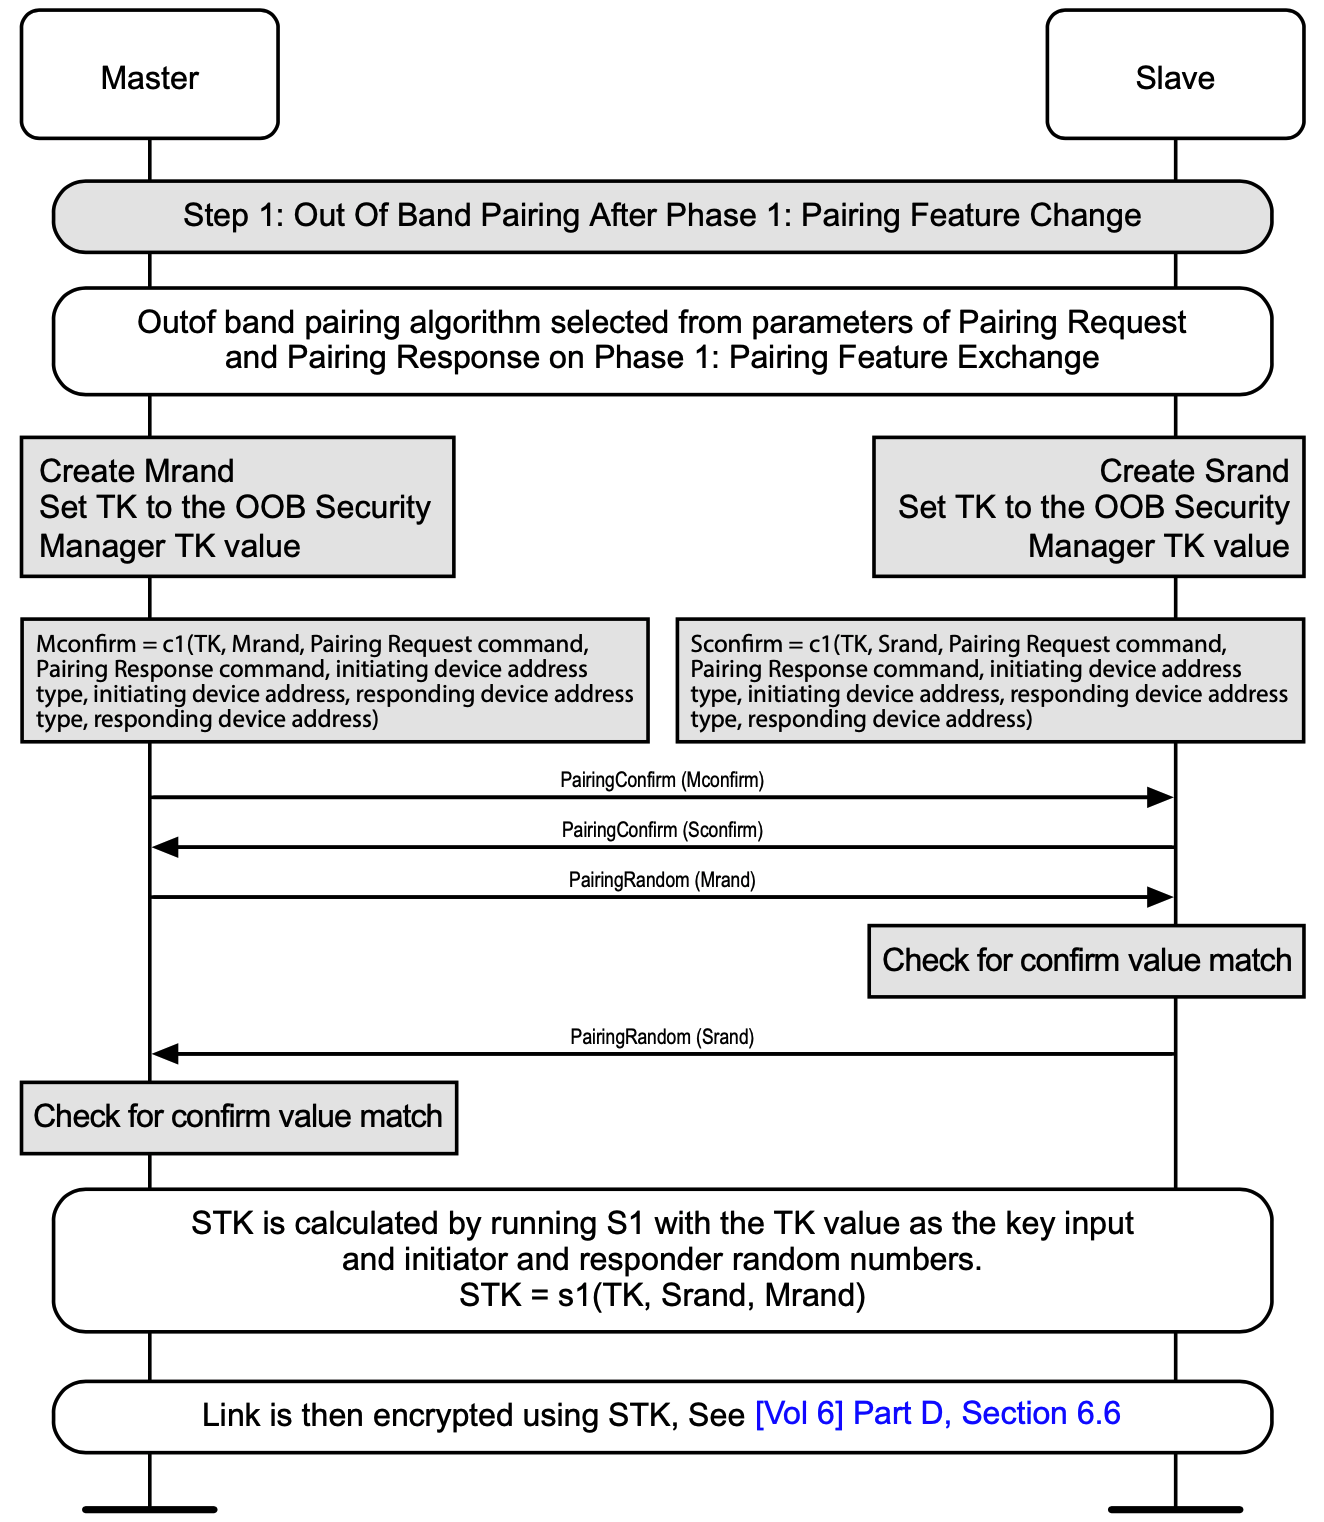 Master
Slave
Step 1: Out Of Band Pairing After Phase 1: Pairing Feature Change
Outof band pairing algorithm selected from parameters of Pairing Request
and Pairing Response on Phase 1: Pairing Feature Exchange
Create Mrand
Set TK to the OOB Security
Manager TK value
Create Srand
Set TK to the OOB Security
Manager TK value
Mconfirm = c1(TK, Mrand, Pairing Request command,
Pairing Response command, initiating device address
type, initiating device address, responding device address
type, responding device address)
Sconfirm = c1(TK, Srand, Pairing Request command,
Pairing Response command, initiating device address
type, initiating device address, responding device address
type, responding device address)
PairingConfirm (Mconfirm)
PairingConfirm (Sconfirm)
PairingRandom (Mrand)
Check for confirm value match
PairingRandom (Srand)
Check for confirm value match
STK is calculated by running S1 with the TK value as the key input
and initiator and responder random numbers.
STK = s1(TK, Srand, Mrand)
Link is then encrypted using STK, See [Vol 6] Part D, Section 6.6